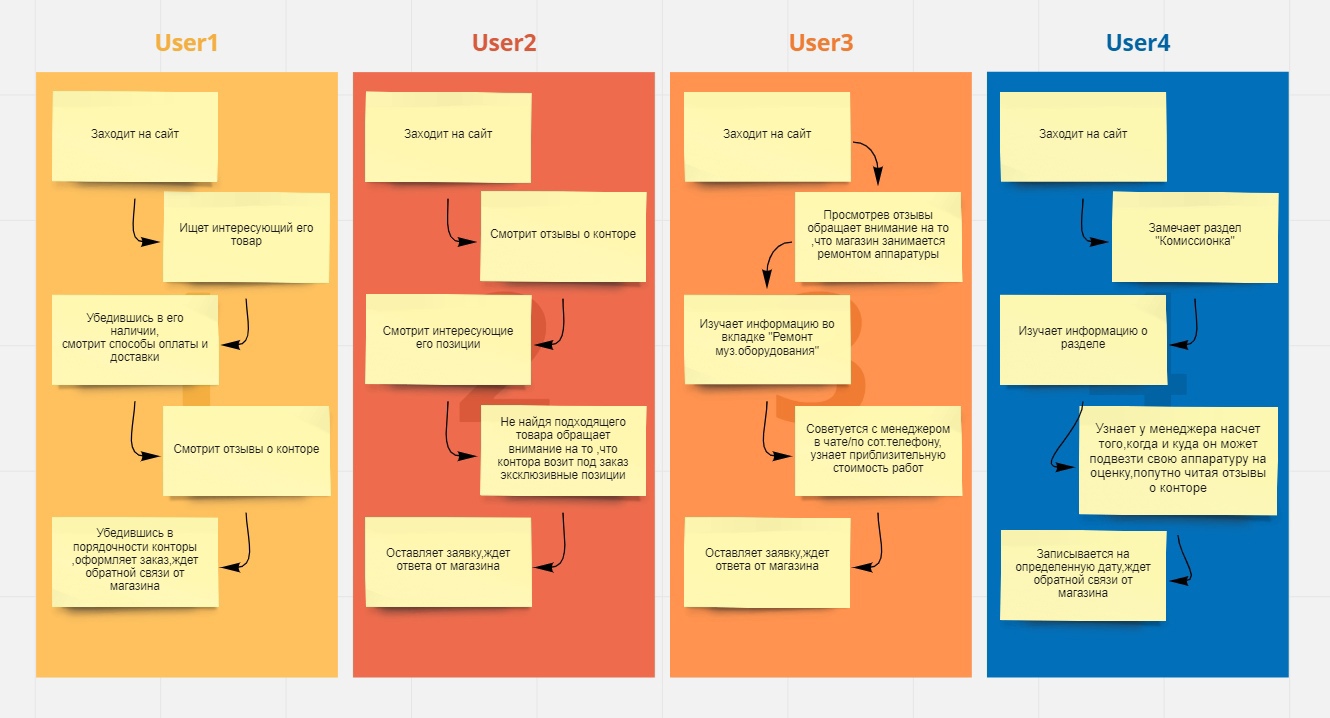 User1
Заходит на сайт
Ищет интересующий его
товар
Убедившись в его
наличии,
смотрит способы оплаты и
доставки
Смотрит отзывы о конторе
Убедившись в
порядочности конторы
,оформляет заказ,ждет
обратной связи от
магазина
User2
Заходит на сайт
Смотрит отзывы о конторе
Смотрит интересующие
его позиции
Не найдя подходящего
товара обращает
внимание на то ,что
контора возит под заказ
эксклюзивные позиции
Оставляет заявку,ждет
ответа от магазина
2
User3
Заходит на сайт
Просмотрев отзывы
обращает внимание на то
,что магазин занимается
ремонтом аппаратуры
Изучает информацию во
вкладке "Ремонт
муз.оборудования"
Советуется с менеджером
в чате/по сот.телефону,
узнает приблизительную
стоимость работ
Оставляет заявку,ждет
ответа от магазина
3
User4
Заходит на сайт
Замечает раздел
"Комиссионка"
Изучает информацию о
разделе
Узнает у менеджера насчет
того,когда и куда он может
подвезти свою аппаратуру на
оценку,попутно читая отзывы
о конторе
Записывается на
определенную дату,ждет
обратной связи от
магазина